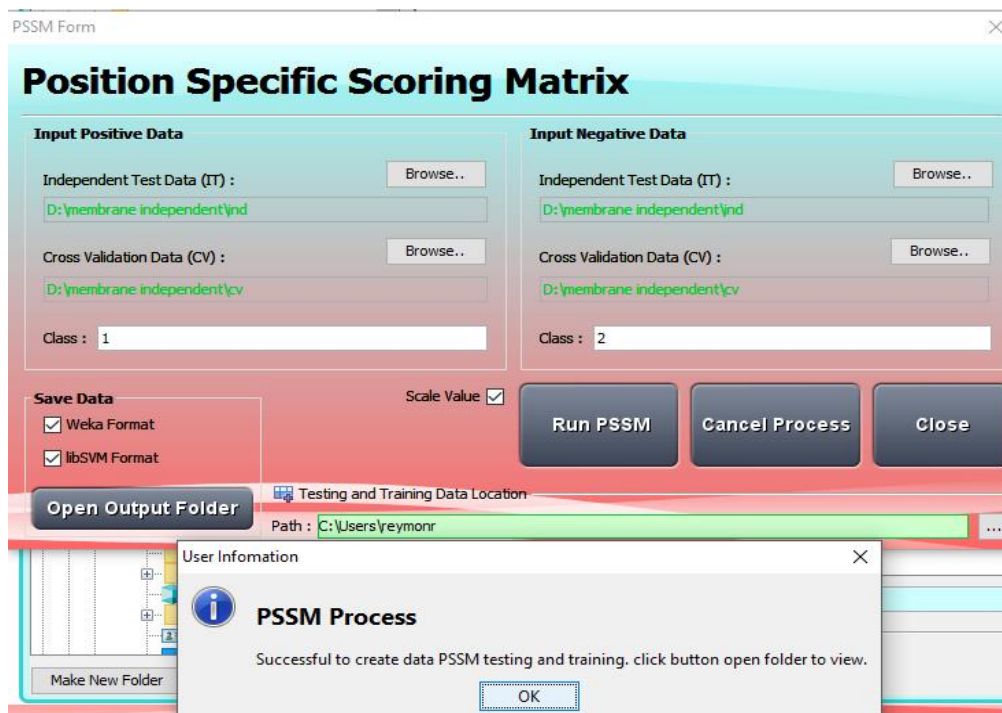 PSSM Form
Position Specific Scoring Matrix
Input Positive Data
Independent Test Data (IT) :
Browse..
D:\membrane independent\ind
Cross Validation Data (CV) :
Browse..
D:\membrane independent\cv
Class : 1
Input Negative Data
Independent Test Data (IT) :
Browse..
D:\membrane independent\ind
Cross Validation Data (CV) :
Browse..
D:\membrane independent\cv
Class : 2
Save Data
Weka Format
libSVM Format
Scale Value
Run PSSM
Cancel Process
Close
Open Output Folder
Testing and Training Data Location
Path : C:\Users\reymonr
...
User Infomation
PSSM Process
Successful to create data PSSM testing and training. click button open folder to view.
OK
Make New Folder